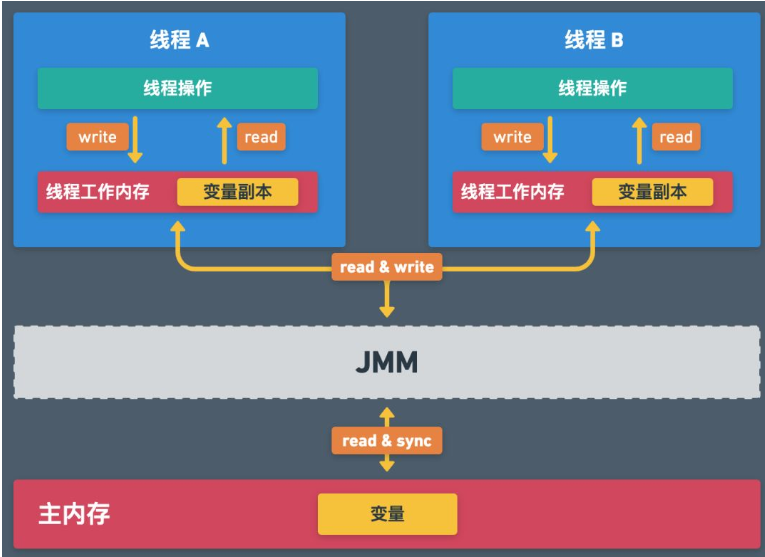 线程 A
线程操作
write
read
线程工作内存
变量副本
线程 B
线程操作
write
read
线程工作内存
变量副本
read & write
JMM
read & sync
主内存
变量